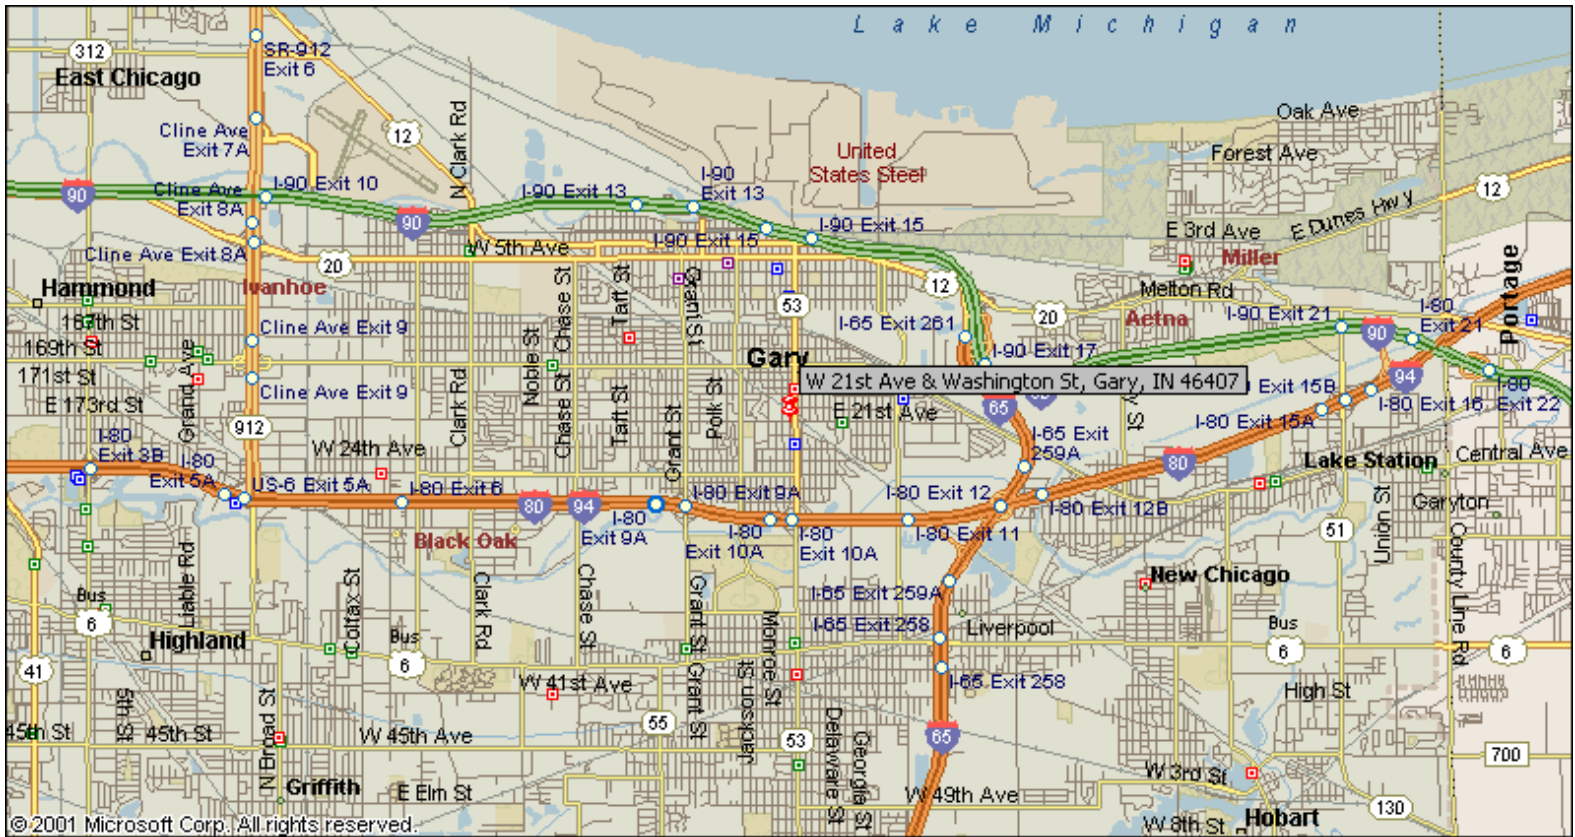 Lake Michigan
312
SR-912
Exit 6
East Chicago
Oak Ave
N Clark Rd
12
Cline Ave
Exit 7A
United
States Steel
Forest Ave
I-90
Exit 13
90
Cline Ave
Exit 8A
I-90 Exit 10
I-90 Exit 13
12
90
I-90 Exit 15
E Dunes Hwy
E 3rd Ave
Cline Ave Exit 8A
W 5th Ave
I-90 Exit 15
Miller
20
Portage
Hammond
Ivanhoe
Chase St
Taft St
Grant St
12
Melton Rd
53
20
167th St
Cline Ave Exit 9
I-65 Exit 261
Aetna
I-90 Exit 21
90
I-80
Exit 21
169th St
Grand Ave
Noble St
Gary
I-90 Exit 17
171st St
Cline Ave Exit 9
W 21st Ave & Washington St, Gary, IN 46407
Exit 15B
94
I-80
Exit 22
E 173rd St
Clark Rd
Chase St
Taft St
Polk St
E 21st Ave
65
I-80 Exit 16
I-80 Exit 15A
912
W 24th Ave
Grant St
I-65 Exit
259A
I-80
Exit 3B
I-80
Exit 5A
80
Lake Station
Central Ave
US-6 Exit 5A
I-80 Exit 6
80
94
I-80 Exit 9A
I-80 Exit 12
I-80 Exit 12B
Garyton
I-80
Exit 9A
I-80
Exit 10A
I-80
Exit 10A
I-80 Exit 11
51
Union St
County Line Rd
Black Oak
Liable Rd
Colfax St
Clark Rd
Chase St
Grant St
Monroe St
I-65 Exit 259A
New Chicago
Bus
6
I-65 Exit 258
Liverpool
Bus
6
6
Highland
Bus
6
41
W 41st Ave
Grant St
Jackson St
I-65 Exit 258
High St
5th St
N Broad St
55
45th St
45th St
W 45th Ave
53
Delaware St
Georgia St
65
700
W 3rd St
Griffith
E Elm St
W 49th Ave
130
Hobart
W 8th St
© 2001 Microsoft Corp. All rights reserved.